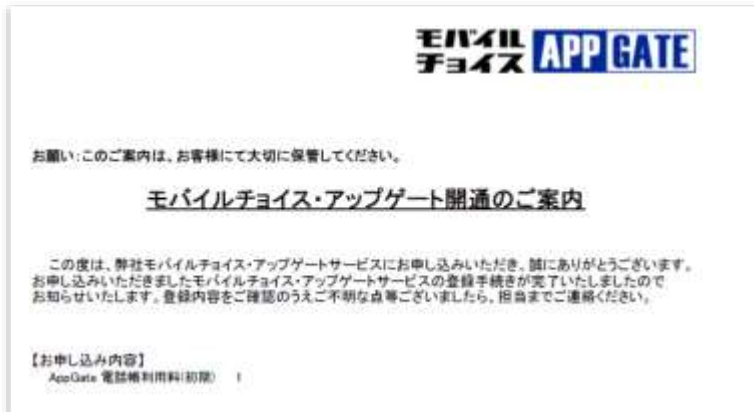 モバイル
チョイス APP GATE
お願い:このご案内は、お客様にて大切に保管してください。
モバイルチョイス・アップゲート開通のご案内
この度は、弊社モバイルチョイス・アップゲートサービスにお申し込みいただき、誠にありがとうございます。
お申し込みいただきましたモバイルチョイス・アップゲートサービスの登録手続きが完了いたしましたので
お知らせいたします。登録内容をご確認のうえご不明な点等ございましたら、担当までご連絡ください。
【お申し込み内容】
AppGate 電話帳利用料(初期) 1